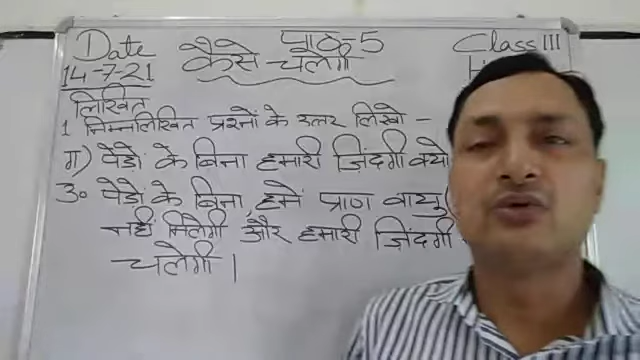 Date
पाठ-5
Class III
14-7-21
कैसे चलेगी
लिखित
1 निम्नलिखित प्रश्नों के उत्तर लिखो -
ग) पेड़ों के बिना हमारी ज़िंदगी क्यों
उ० पेड़ों के बिना हमें प्राण वायु
नहीं मिलेगी और हमारी ज़िंदगी
चलेगी ।